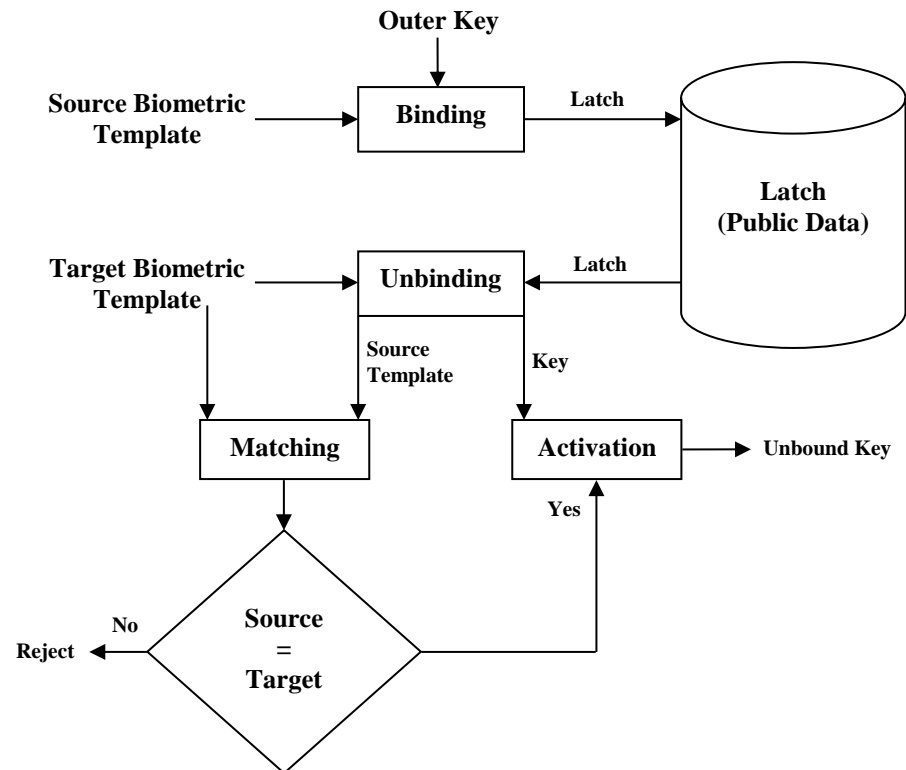 Outer Key
Source Biometric
Template
Binding
Latch
Latch
(Public Data)
Target Biometric
Template
Unbinding
Latch
Source
Template
Key
Matching
Activation
Unbound Key
Yes
No
Reject
Source
=
Target